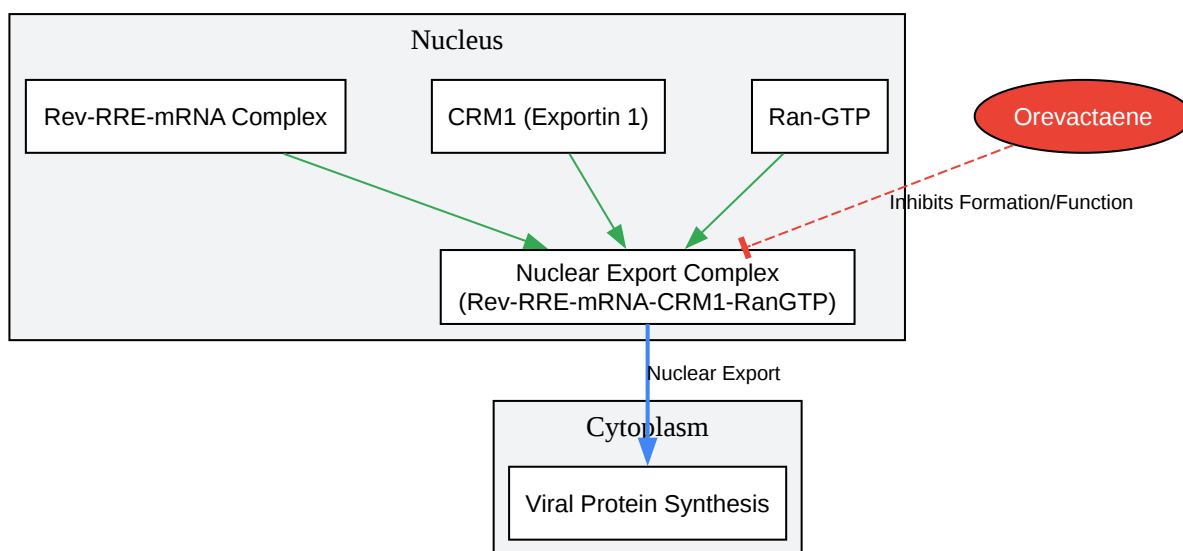 Nucleus
Rev-RRE-mRNA Complex
CRM1 (Exportin 1)
Ran-GTP
Orevactaene
Inhibits Formation/Function
Nuclear Export Complex
(Rev-RRE-mRNA-CRM1-RanGTP)
Nuclear Export
Cytoplasm
Viral Protein Synthesis